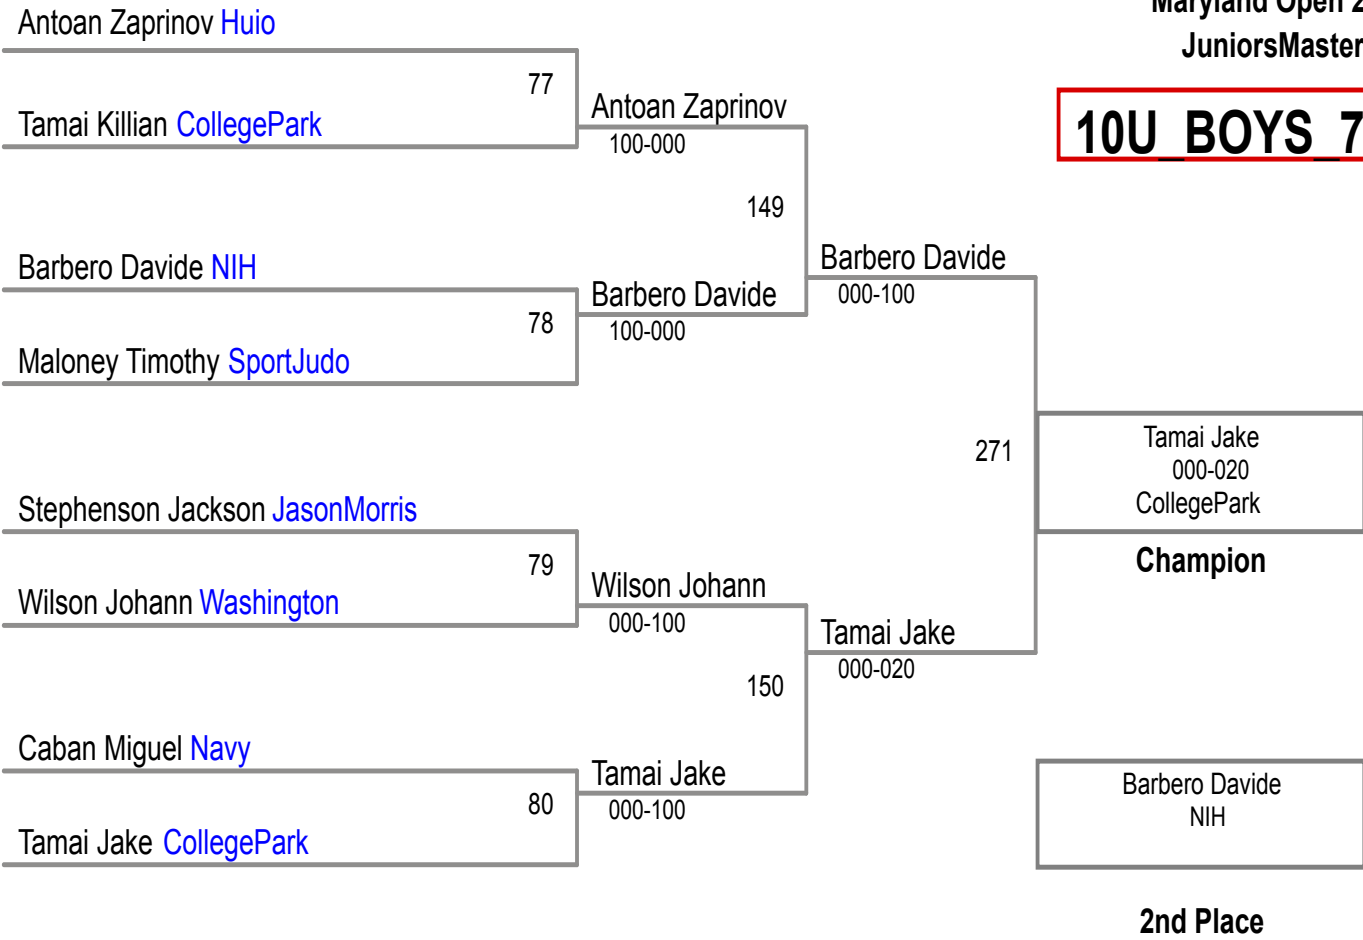 Maryland Open 2
JuniorsMaster
10U_BOYS_7
Antoan Zaprinov Huio
77
Tamai Killian CollegePark
Antoan Zaprinov
100-000
149
Barbero Davide NIH
78
Maloney Timothy SportJudo
Barbero Davide
100-000
Barbero Davide
000-100
271
Stephenson Jackson JasonMorris
79
Wilson Johann Washington
Wilson Johann
000-100
150
Caban Miguel Navy
80
Tamai Jake CollegePark
Tamai Jake
000-100
Tamai Jake
000-020
Tamai Jake
000-020
CollegePark
Champion
Barbero Davide
NIH
2nd Place